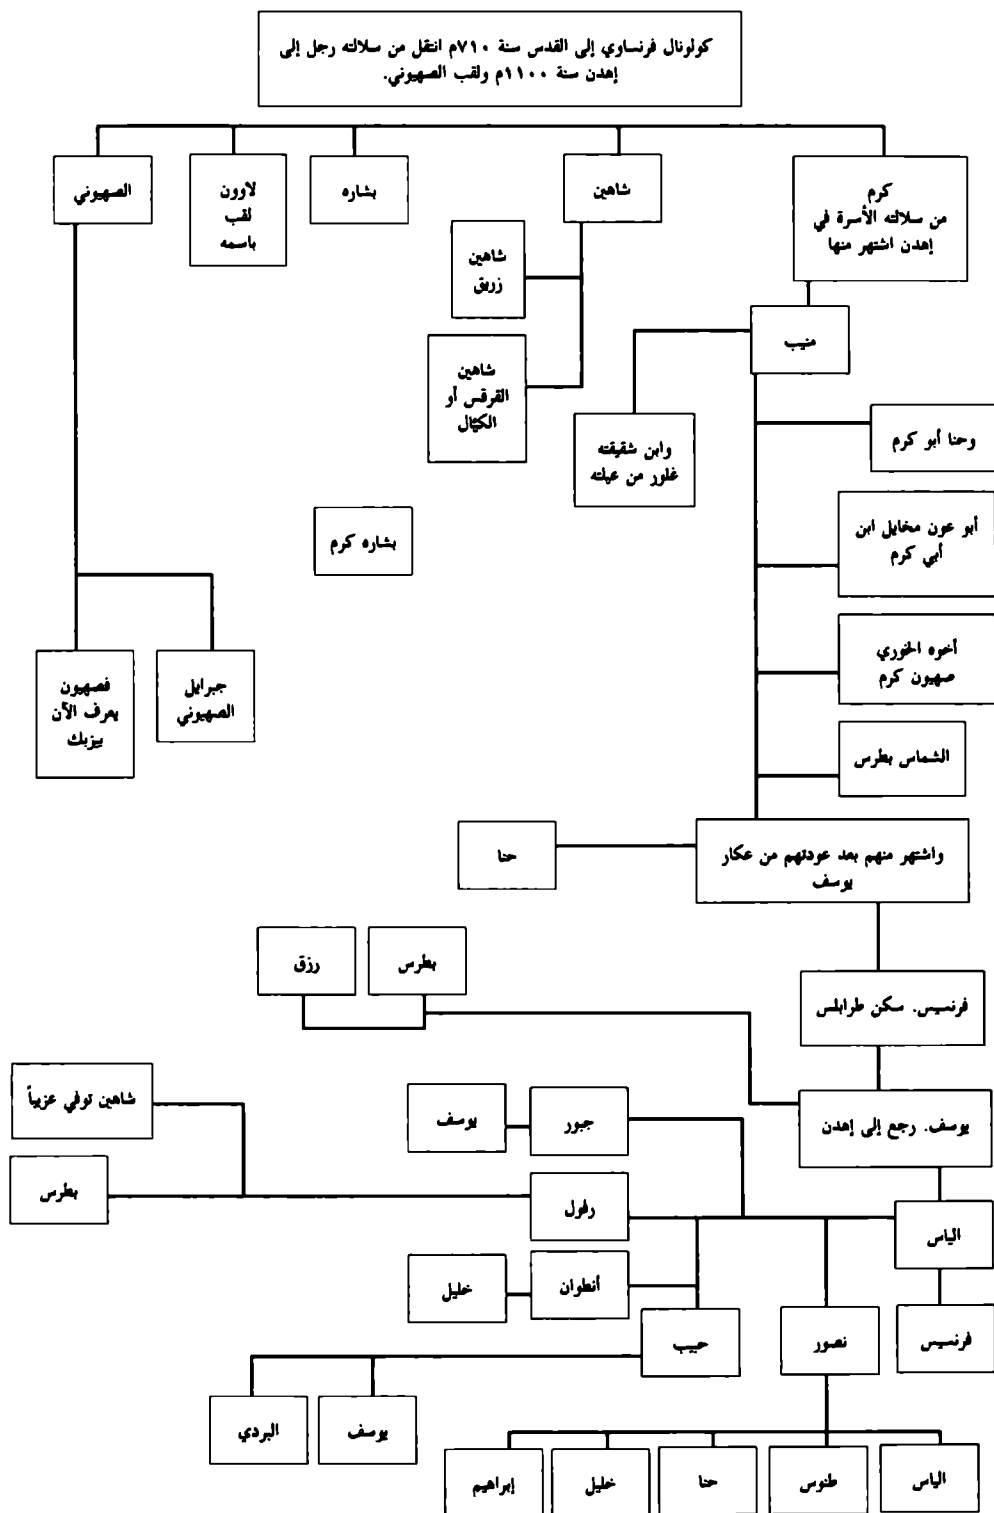 كولونال فرنساوي إلى القدس سنة ٧١٠م انتقل من سلالته رجل إلى
إهدن سنة ١١٠٠م ولقب الصهيوني.
كرم
من سلالته الأسرة في
إهدن اشتهر منها
شاهين
بشاره
لاوون
لقب
باسمه
الصهيوني
شاهين
زريق
منيب
شاهين
القرقس أو
الكيّال
وابن شقيقته
غلور من عيلته
وحنا أبو كرم
أبو عون مخايل ابن
أبي كرم
بشاره كرم
أخوه الخوري
صهيون كرم
جبرايل
الصهيوني
فصهيون
يعرف الآن
بيزبك
الشماس بطرس
واشتهر منهم بعد عودتهم من عكار
يوسف
حنا
بطرس
رزق
فرنسيس. سكن طرابلس
يوسف. رجع إلى إهدن
جبور
يوسف
شاهين توفي عزيباً
بطرس
رفول
الياس
أنطوان
خليل
فرنسيس
نصور
حبيب
يوسف
البردي
الياس
طنوس
حنا
خليل
إبراهيم